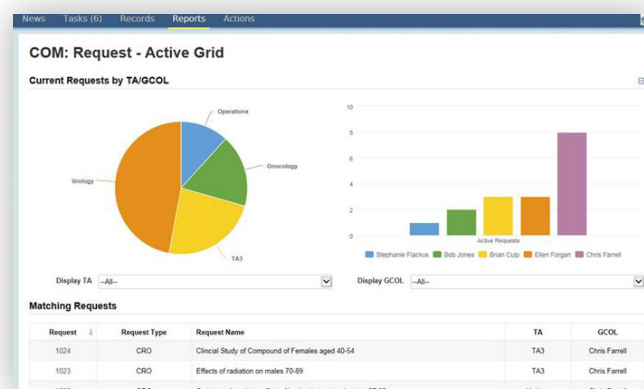 News Tasks (6) Records Reports Actions
COM: Request - Active Grid
Current Requests by TA/GCOL
Operations
Onocology
TA3
Urology
10
8
6
4
2
0
Active Requests
Stephanie Flackus Bob Jones Brian Culp Ellen Forgan Chris Farrell
Display TA --All-- Display GCOL --All--
Matching Requests
Request Request Type Request Name TA GCOL
1024 CRO Clincial Study of Compound of Females aged 40-54 TA3 Chris Farrell
1023 CRO Effects of radiation on males 70-89 TA3 Chris Farrell